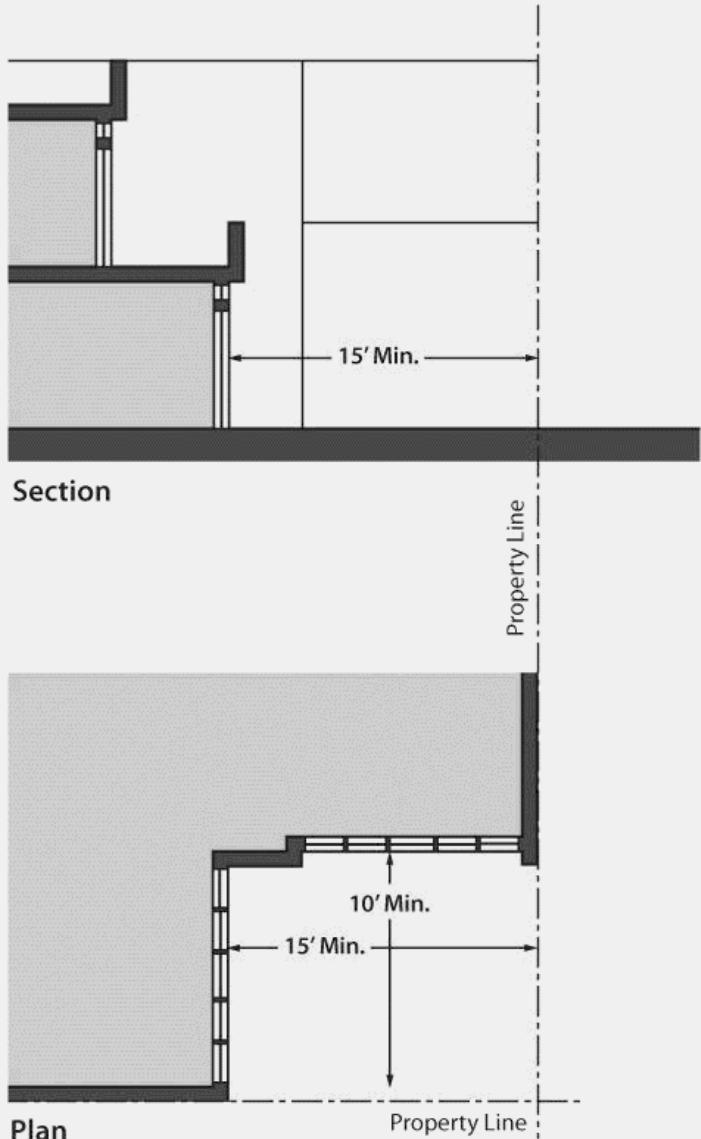 15' Min.
Section
Property Line
10' Min.
15' Min.
Property Line
Plan